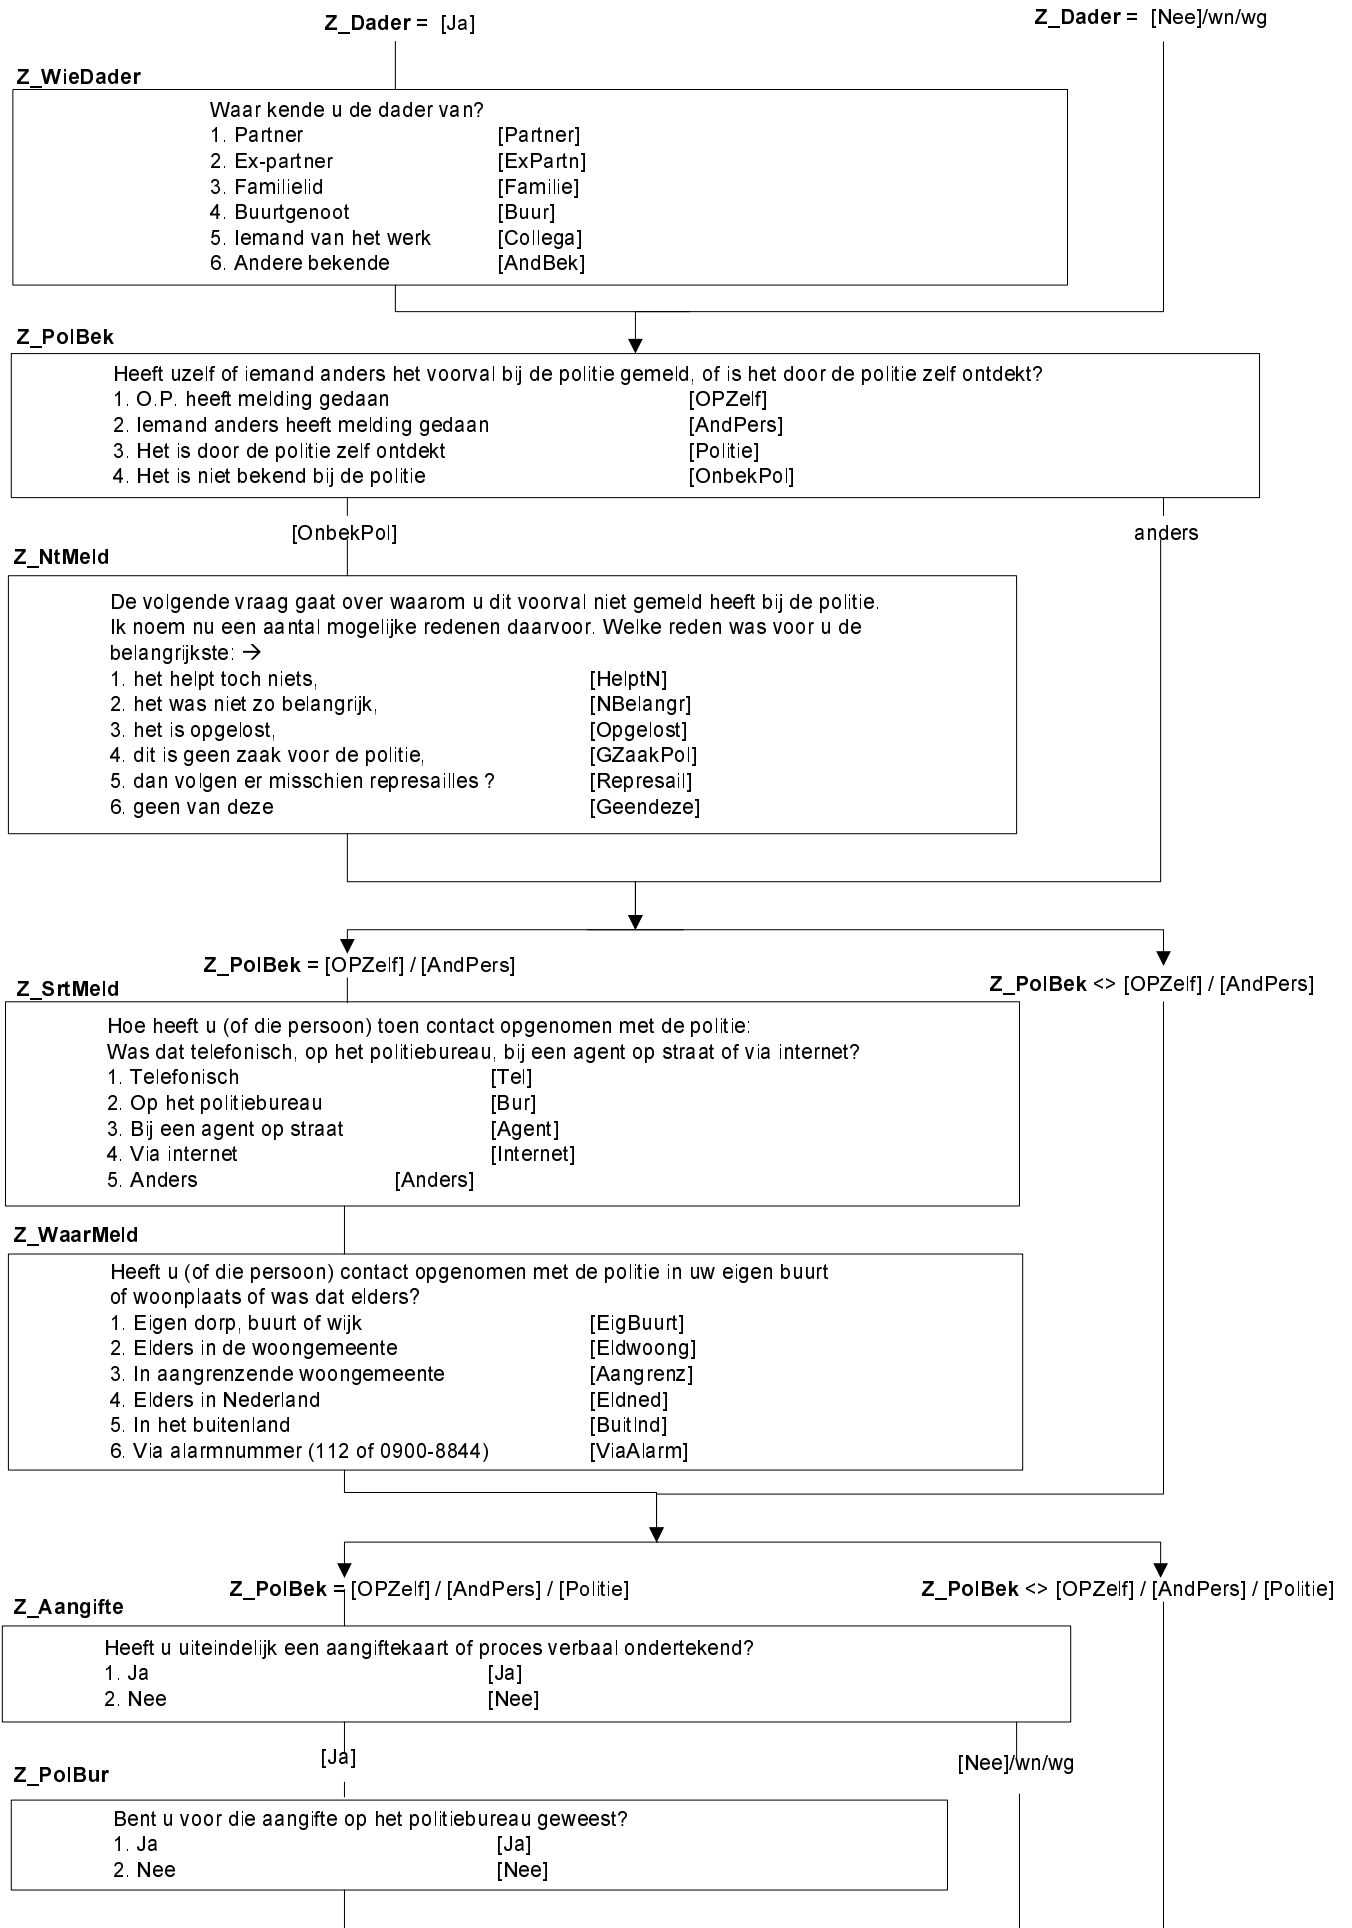 Z_Dader = [Ja]
Z_Dader = [Nee]/wn/wg
Z_WieDader
Waar kende u de dader van?
1. Partner [Partner]
2. Ex-partner [ExPartn]
3. Familielid [Familie]
4. Buurtgenoot [Buur]
5. Iemand van het werk [Collega]
6. Andere bekende [AndBek]
Z_PolBek
Heeft uzelf of iemand anders het voorval bij de politie gemeld, of is het door de politie zelf ontdekt?
1. O.P. heeft melding gedaan [OPZelf]
2. Iemand anders heeft melding gedaan [AndPers]
3. Het is door de politie zelf ontdekt [Politie]
4. Het is niet bekend bij de politie [OnbekPol]
[OnbekPol]
anders
Z_NtMeld
De volgende vraag gaat over waarom u dit voorval niet gemeld heeft bij de politie.
Ik noem nu een aantal mogelijke redenen daarvoor. Welke reden was voor u de
belangrijkste: →
1. het helpt toch niets, [HelptN]
2. het was niet zo belangrijk, [NBelangr]
3. het is opgelost, [Opgelost]
4. dit is geen zaak voor de politie, [GZaakPol]
5. dan volgen er misschien represailles ? [Represail]
6. geen van deze [Geendeze]
Z_PolBek = [OPZelf] / [AndPers]
Z_PolBek <> [OPZelf] / [AndPers]
Z_SrtMeld
Hoe heeft u (of die persoon) toen contact opgenomen met de politie:
Was dat telefonisch, op het politiebureau, bij een agent op straat of via internet?
1. Telefonisch [Tel]
2. Op het politiebureau [Bur]
3. Bij een agent op straat [Agent]
4. Via internet [Internet]
5. Anders [Anders]
Z_WaarMeld
Heeft u (of die persoon) contact opgenomen met de politie in uw eigen buurt
of woonplaats of was dat elders?
1. Eigen dorp, buurt of wijk [EigBuurt]
2. Elders in de woongemeente [Eldwoong]
3. In aangrenzende woongemeente [Aangrenz]
4. Elders in Nederland [Eldned]
5. In het buitenland [Buitlnd]
6. Via alarmnummer (112 of 0900-8844) [ViaAlarm]
Z_PolBek = [OPZelf] / [AndPers] / [Politie]
Z_PolBek <> [OPZelf] / [AndPers] / [Politie]
Z_Aangifte
Heeft u uiteindelijk een aangiftekaart of proces verbaal ondertekend?
1. Ja [Ja]
2. Nee [Nee]
[Ja]
[Nee]/wn/wg
Z_PolBur
Bent u voor die aangifte op het politiebureau geweest?
1. Ja [Ja]
2. Nee [Nee]